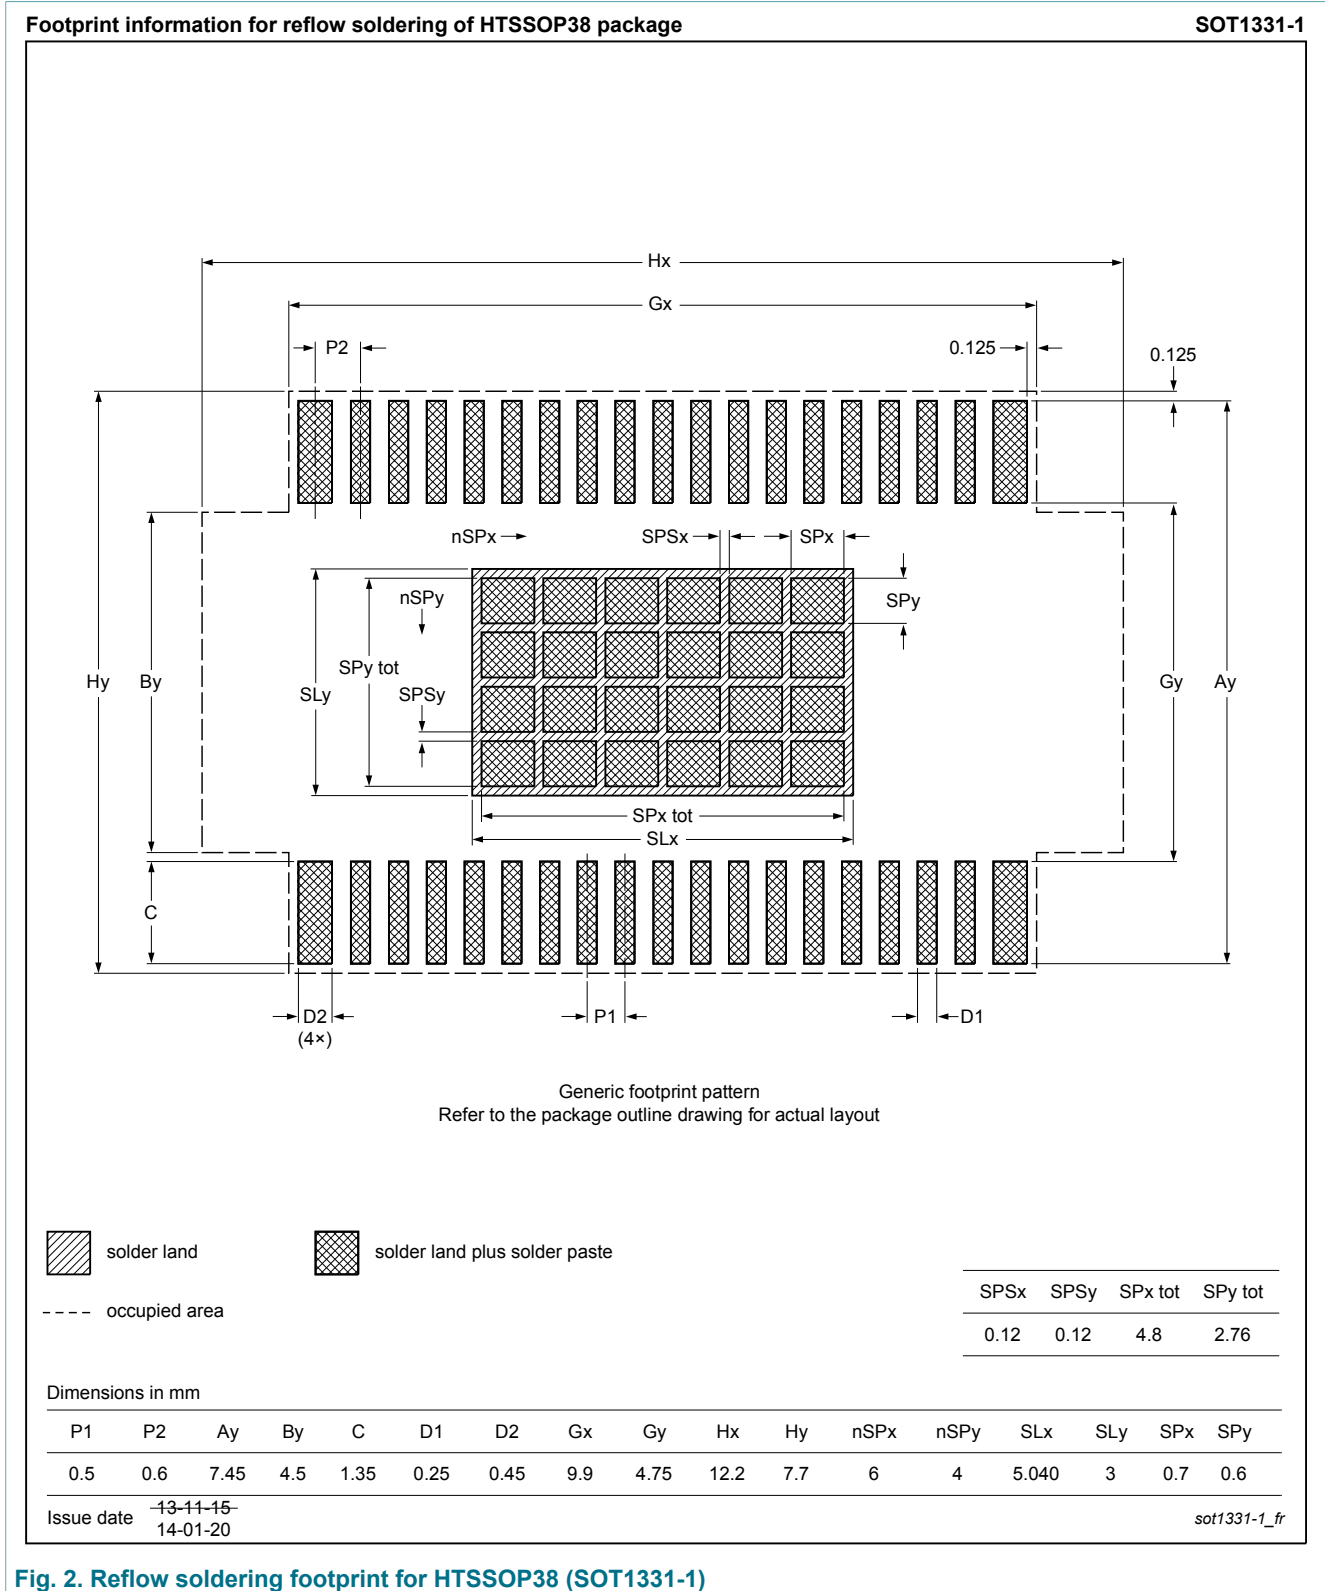 Footprint information for reflow soldering of HTSSOP38 package SOT1331-1
Hx
Gx
P2 0.125
0.125
nSPx SPSx SPx
nSPy SPy
SPy tot
Hy By SLy SPSy Gy Ay
SPx tot
SLx
C
D2 P1 D1
(4×)
Generic footprint pattern
Refer to the package outline drawing for actual layout
solder land solder land plus solder paste
occupied area
SPSx SPSy SPx tot SPy tot
0.12 0.12 4.8 2.76
Dimensions in mm
P1 P2 Ay By C D1 D2 Gx Gy Hx Hy nSPx nSPy SLx SLy SPx SPy
0.5 0.6 7.45 4.5 1.35 0.25 0.45 9.9 4.75 12.2 7.7 6 4 5.040 3 0.7 0.6
Issue date 13-11-15
14-01-20
sot1331-1_fr
Fig. 2. Reflow soldering footprint for HTSSOP38 (SOT1331-1)